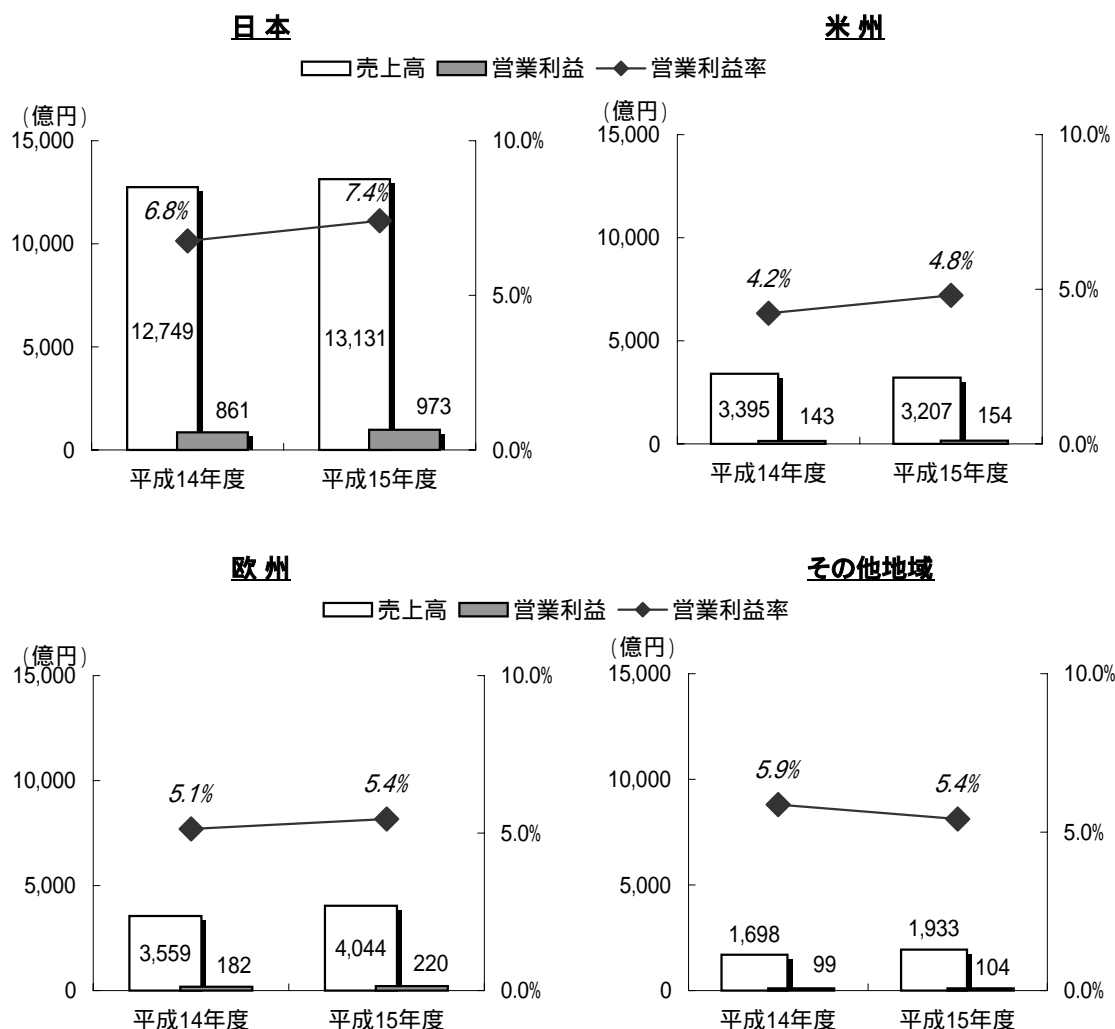 日 本
米 州
売上高 営業利益 営業利益率
(億円)
15,000
10,000
5,000
0
10.0%
5.0%
0.0%
6.8%
7.4%
12,749
861
13,131
973
平成14年度
平成15年度
(億円)
15,000
10,000
5,000
0
10.0%
5.0%
0.0%
4.2%
4.8%
3,395
143
3,207
154
平成14年度
平成15年度
欧 州
その他地域
売上高 営業利益 営業利益率
(億円)
15,000
10,000
5,000
0
10.0%
5.0%
0.0%
5.1%
5.4%
3,559
182
4,044
220
平成14年度
平成15年度
(億円)
15,000
10,000
5,000
0
10.0%
5.0%
0.0%
5.9%
5.4%
1,698
99
1,933
104
平成14年度
平成15年度